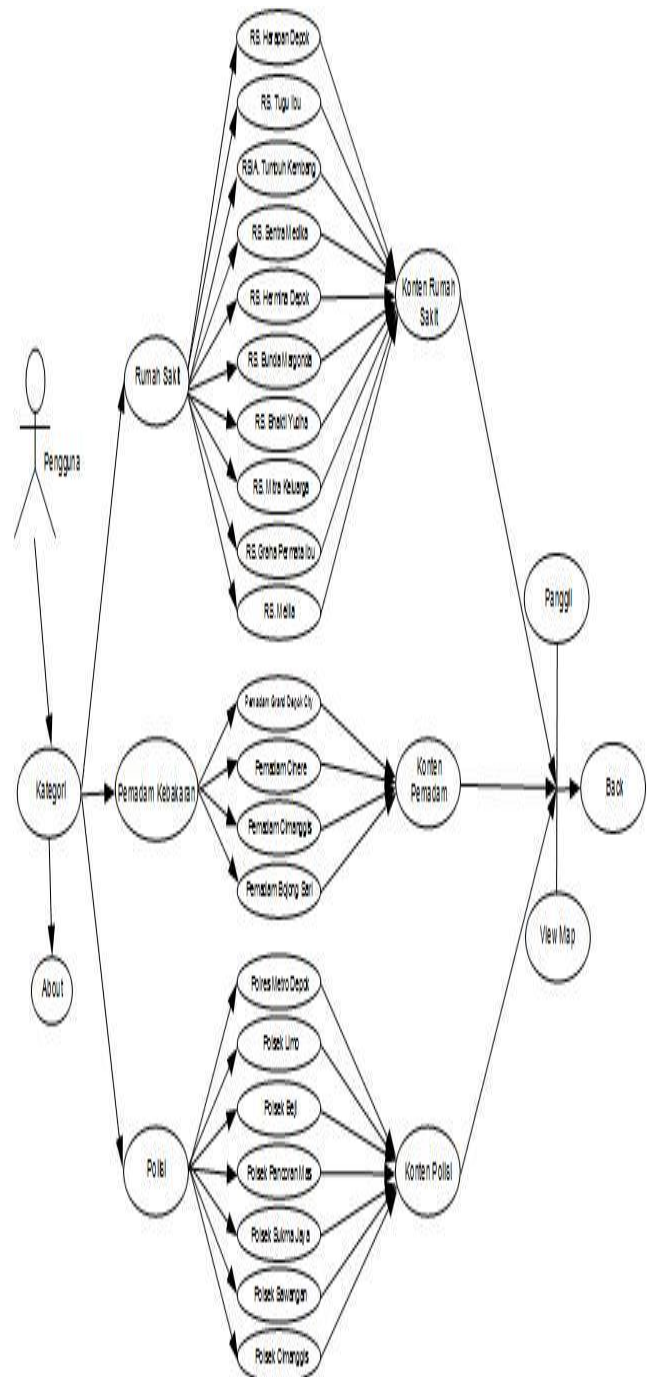 RS. Harapan Depok
RS. Tugu Ibu
RSIA. Tumbuh Kembang
RS. Sentra Medika
RS. Hermina Depok
RS. Bunda Margonda
RS. Bhakti Yudha
RS. Mitra Keluarga
RS. Graha Permata Ibu
RS. Melia
Konten Rumah
Sakit
Rumah Sakit
Pengguna
Panggil
Kategori
Pemadam Kebakaran
Pemadam Grand Depok City
Pemadam Cinere
Pemadam Cimanggis
Pemadam Bojong Sari
Konten
Pemadam
Back
View Map
About
Polres Metro Depok
Polsek Limo
Polsek Beji
Polsek Pancoran Mas
Polsek Sukma Jaya
Polsek Sawangan
Polsek Cimanggis
Polisi
Konten Polisi